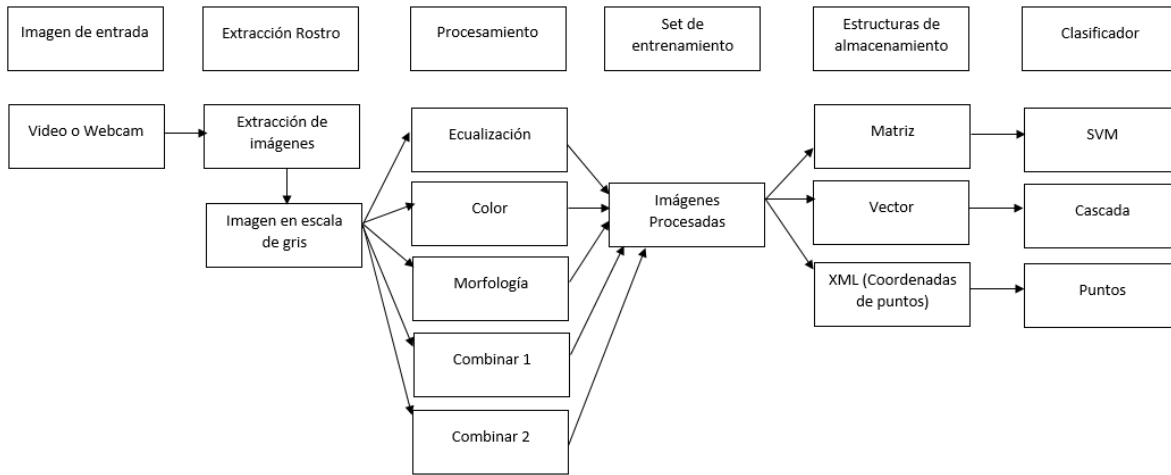 Imagen de entrada
Extracción Rostro
Procesamiento
Set de
entrenamiento
Estructuras de
almacenamiento
Clasificador
Video o Webcam
Extracción de
imágenes
Imagen en escala
de gris
Ecualización
Color
Morfología
Combinar 1
Combinar 2
Imágenes
Procesadas
Matriz
Vector
XML (Coordenadas
de puntos)
SVM
Cascada
Puntos